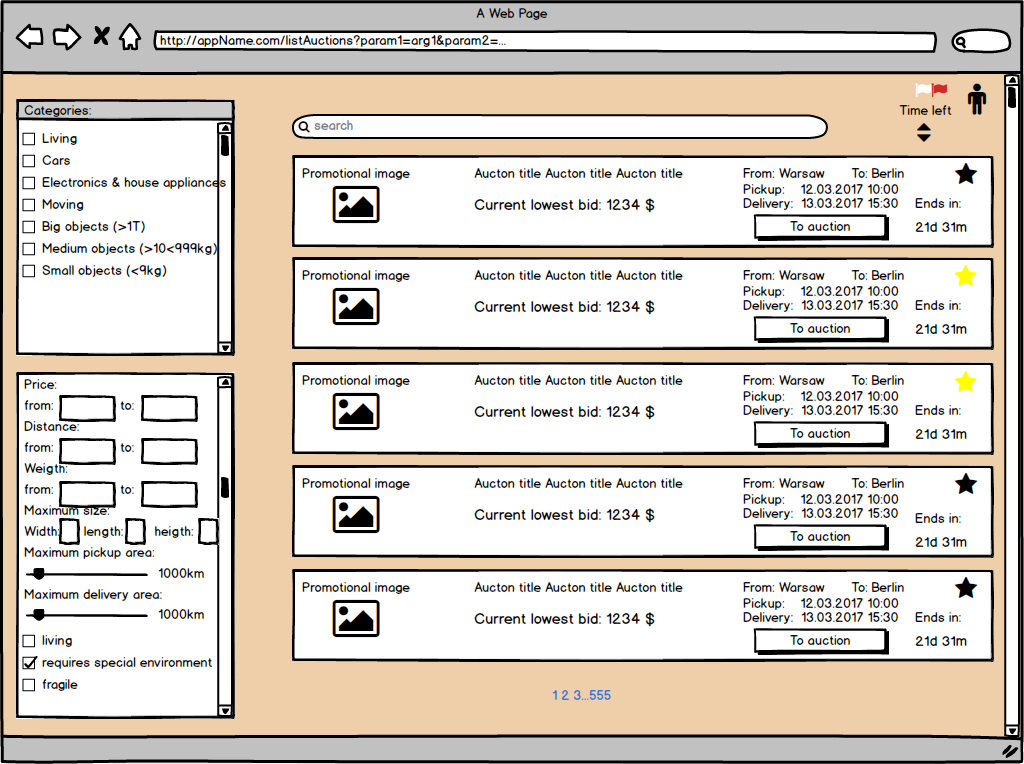 A Web Page
http://appName.com/listAuctions?param1=arg1&param2=...
Time left
Categories:
Living
Cars
Electronics & house appliances
Moving
Big objects (>1T)
Medium objects (>10<999kg)
Small objects (<9kg)
Price:
from: to:
Distance:
from: to:
Weigth:
from: to:
Maximum size:
Width: length: heigth:
Maximum pickup area:
1000km
Maximum delivery area:
1000km
living
requires special environment
fragile
search
Promotional image Aucton title Aucton title Aucton title From: Warsaw To: Berlin
Pickup: 12.03.2017 10:00
Current lowest bid: 1234 $ Delivery: 13.03.2017 15:30 Ends in:
To auction 21d 31m
Promotional image Aucton title Aucton title Aucton title From: Warsaw To: Berlin
Pickup: 12.03.2017 10:00
Current lowest bid: 1234 $ Delivery: 13.03.2017 15:30 Ends in:
To auction 21d 31m
Promotional image Aucton title Aucton title Aucton title From: Warsaw To: Berlin
Pickup: 12.03.2017 10:00
Current lowest bid: 1234 $ Delivery: 13.03.2017 15:30 Ends in:
To auction 21d 31m
Promotional image Aucton title Aucton title Aucton title From: Warsaw To: Berlin
Pickup: 12.03.2017 10:00
Current lowest bid: 1234 $ Delivery: 13.03.2017 15:30 Ends in:
To auction 21d 31m
Promotional image Aucton title Aucton title Aucton title From: Warsaw To: Berlin
Pickup: 12.03.2017 10:00
Current lowest bid: 1234 $ Delivery: 13.03.2017 15:30 Ends in:
To auction 21d 31m
1 2 3...555